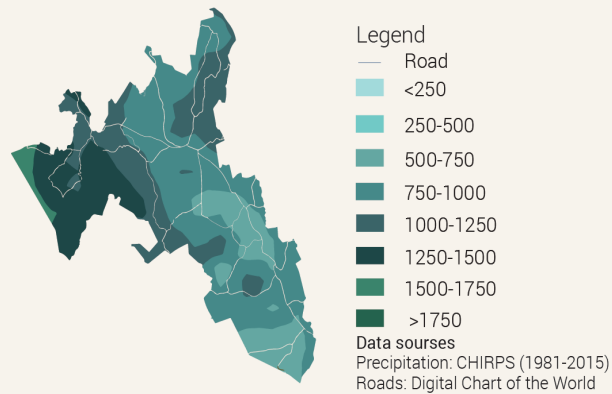 Legend
Road
<250
250-500
500-750
750-1000
1000-1250
1250-1500
1500-1750
>1750
Data sourses
Precipitation: CHIRPS (1981-2015)
Roads: Digital Chart of the World